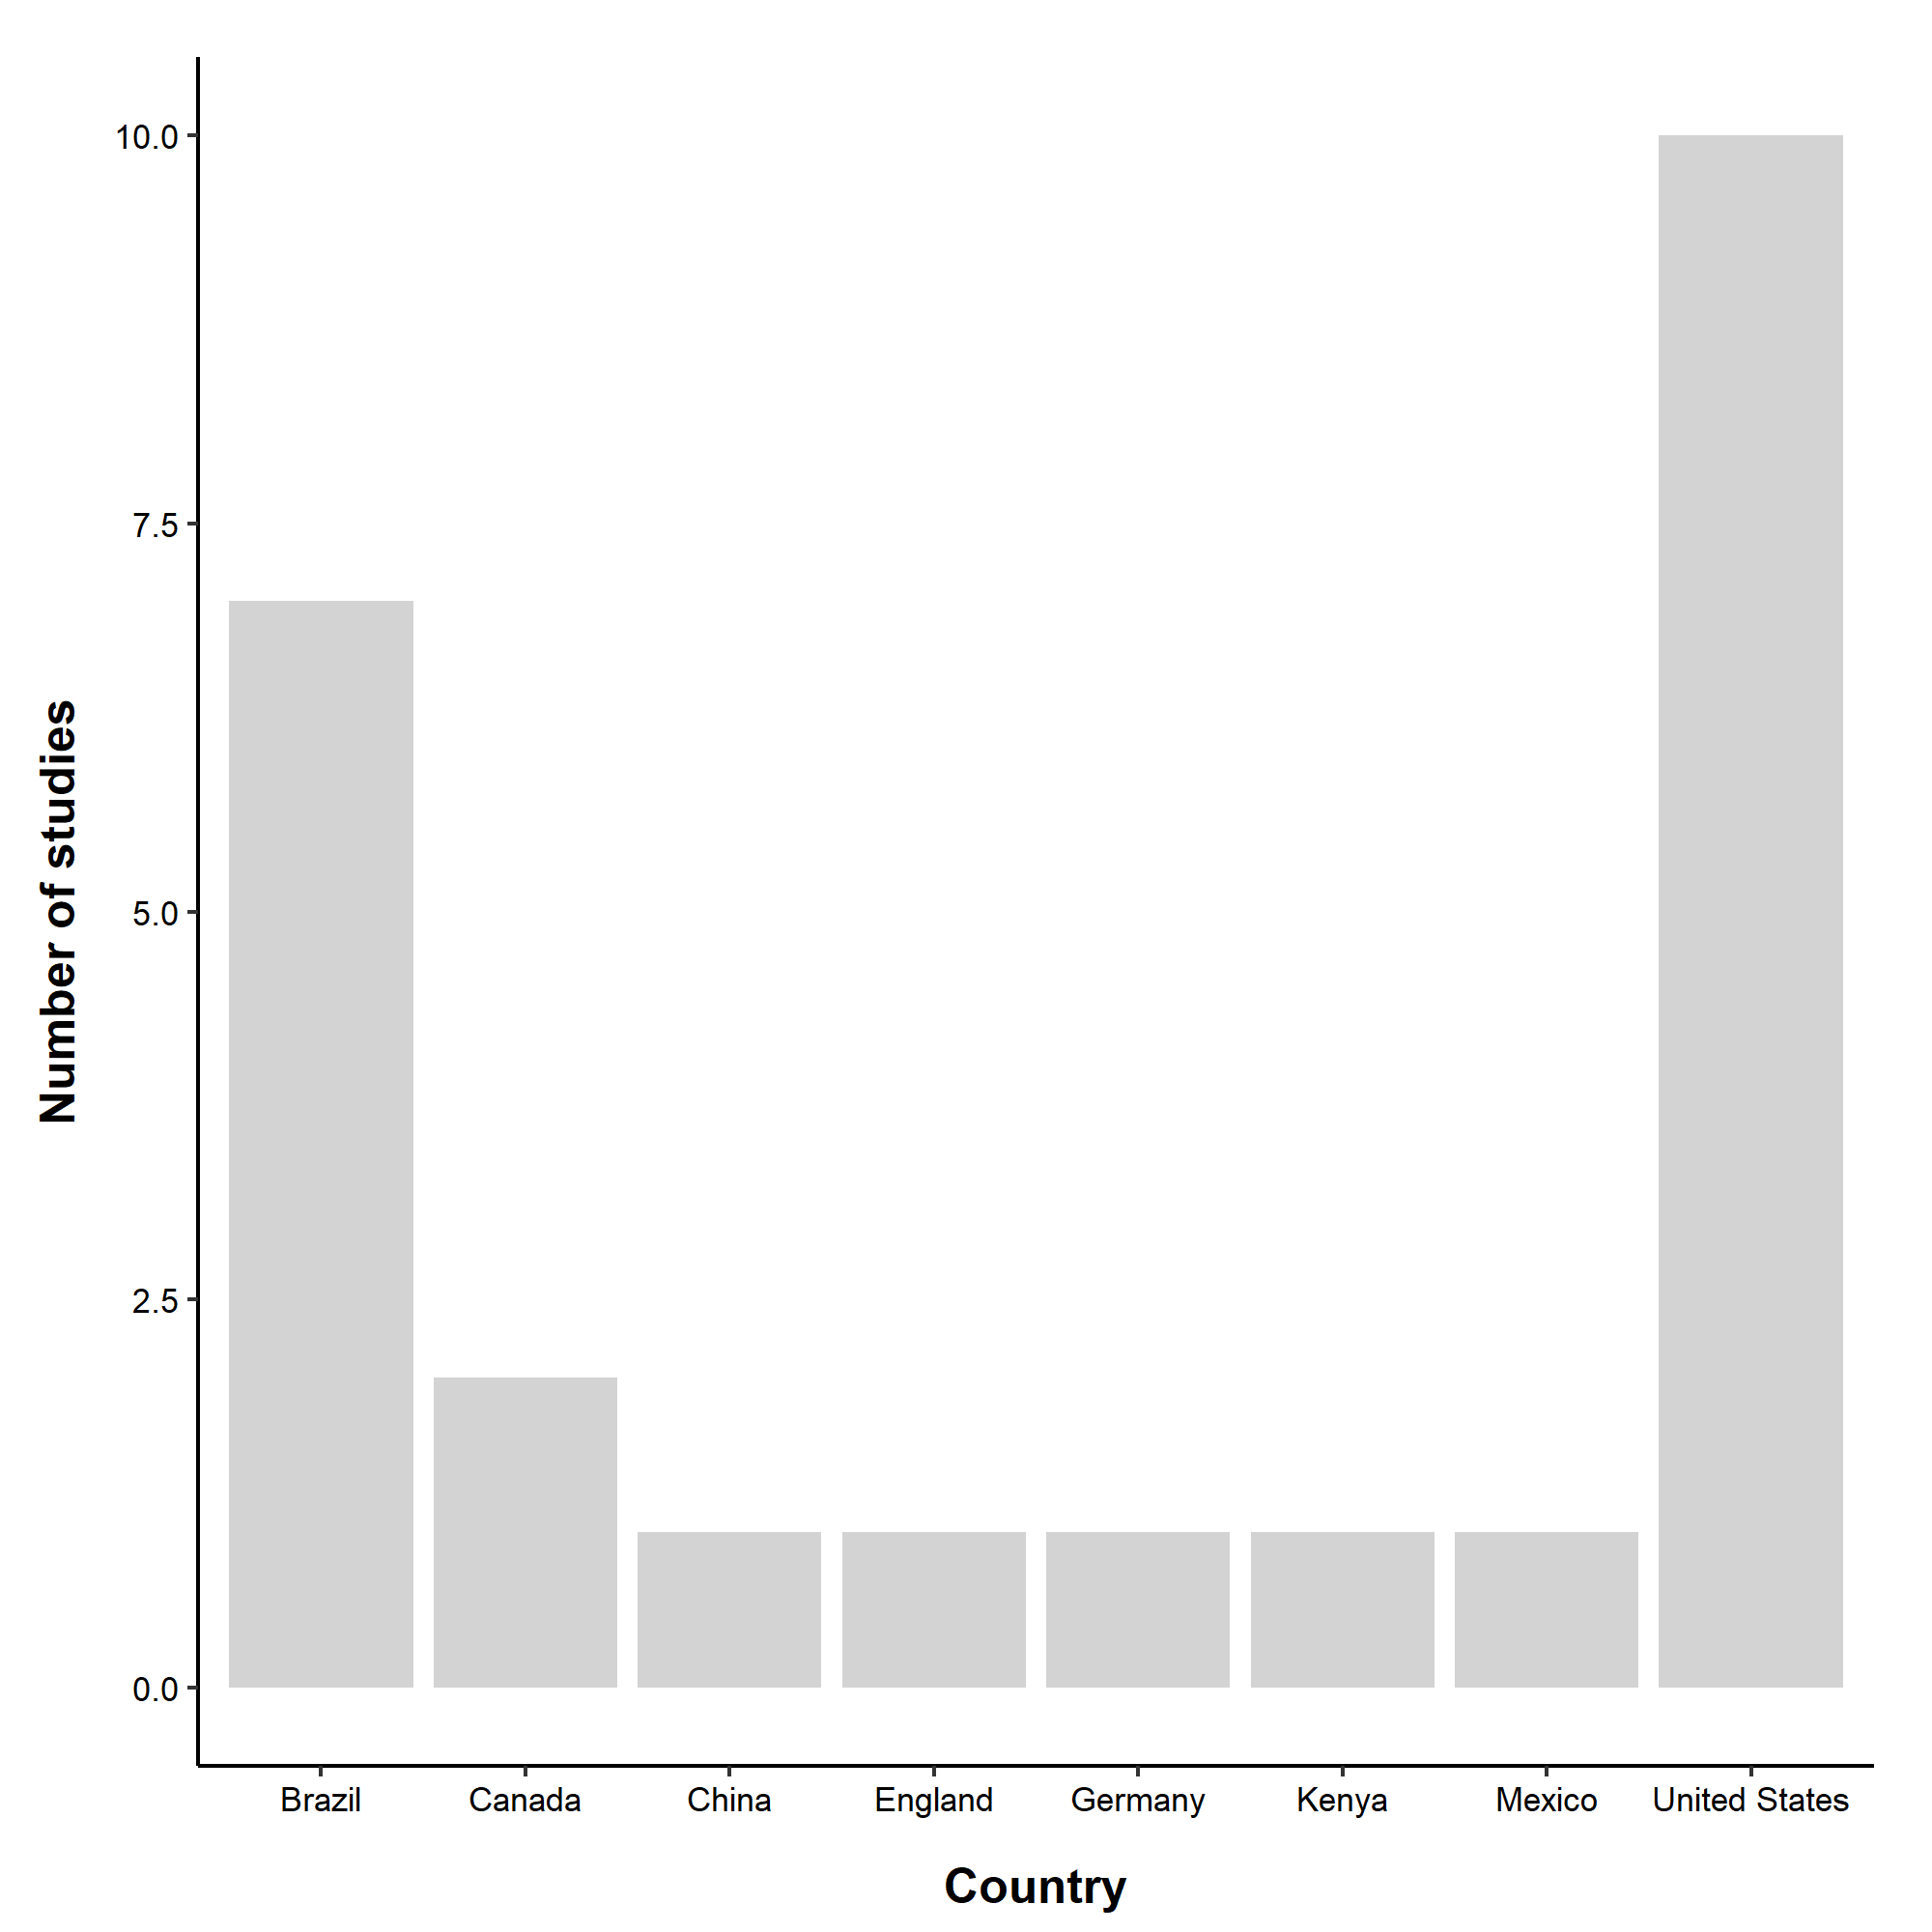 10.0
7.5
5.0
2.5
0.0
Number of studies
Brazil Canada China England Germany Kenya Mexico United States
Country